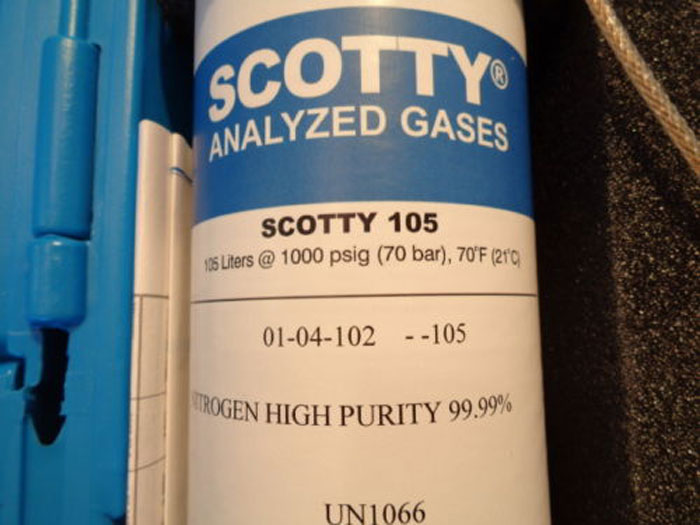 SCOTTY®
ANALYZED GASES
SCOTTY 105
105 Liters @ 1000 psig (70 bar), 70°F (21°C)
01-04-102 --105
NITROGEN HIGH PURITY 99.99%
UN1066